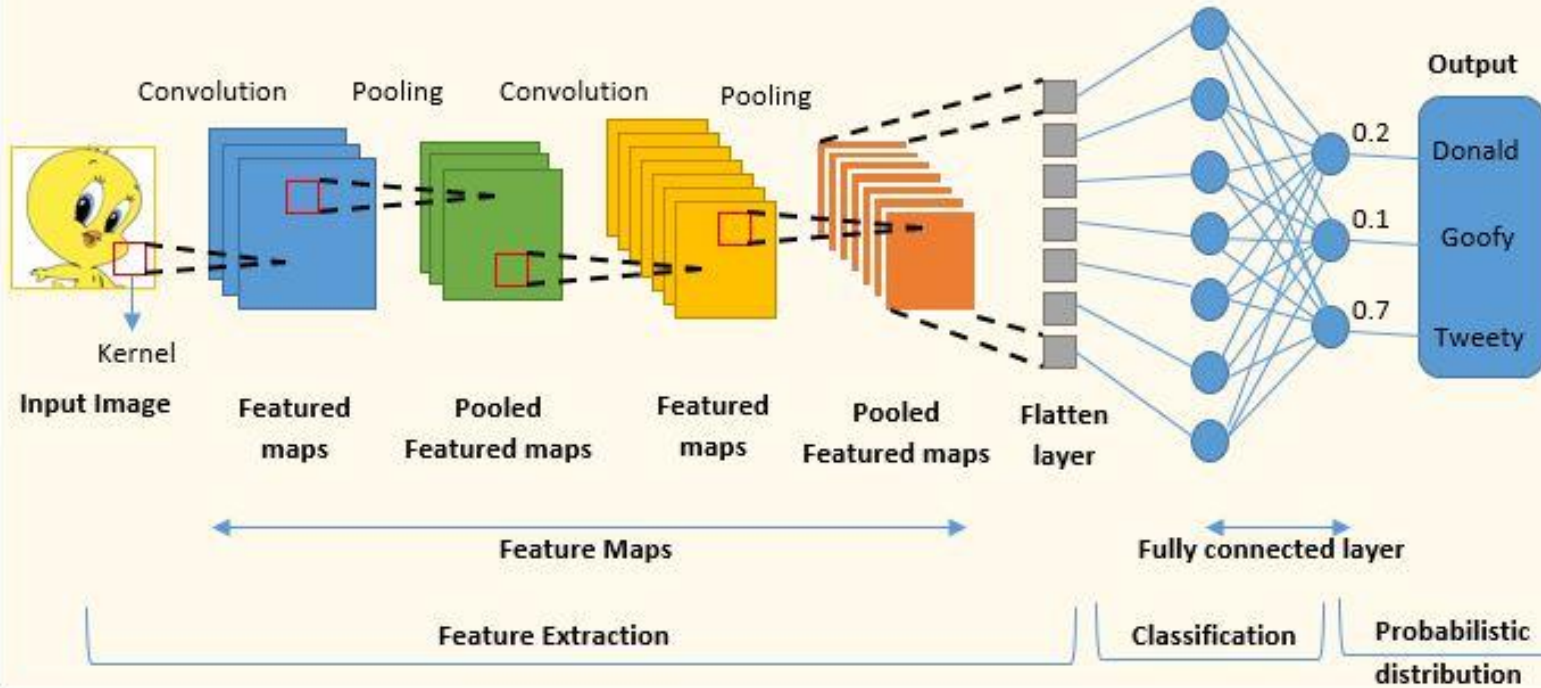 Convolution
Pooling
Convolution
Pooling
Kernel
Input Image
Featured
maps
Pooled
Featured maps
Featured
maps
Pooled
Featured maps
Flatten
layer
0.2
0.1
0.7
Output
Donald
Goofy
Tweety
Feature Maps
Fully connected layer
Feature Extraction
Classification
Probabilistic
distribution